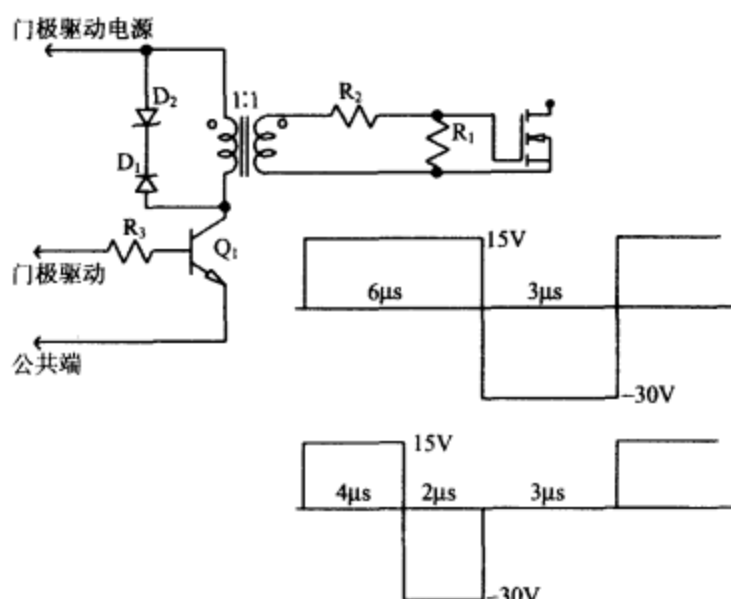 门极驱动电源
D2
D1
1:1
R2
R1
R3
Q1
门极驱动
公共端
15V
6μs
3μs
-30V
15V
4μs
2μs
3μs
-30V